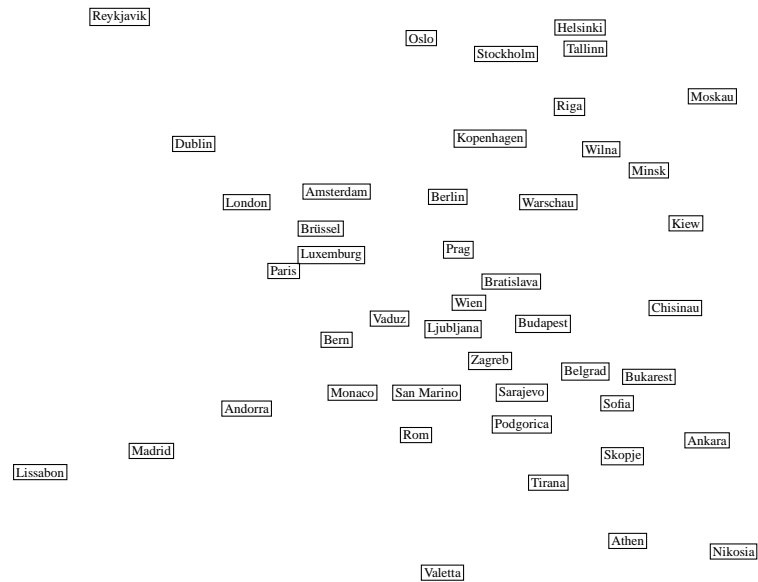 Reykjavik
Helsinki
Oslo
Tallinn
Stockholm
Moskau
Riga
Kopenhagen
Dublin
Wilna
Minsk
Amsterdam
Berlin
London
Warschau
Kiew
Brüssel
Prag
Luxemburg
Paris
Bratislava
Wien
Chisinau
Vaduz
Budapest
Ljubljana
Bern
Zagreb
Belgrad
Bukarest
Monaco
San Marino
Sarajevo
Sofia
Andorra
Podgorica
Rom
Ankara
Madrid
Skopje
Lissabon
Tirana
Athen
Nikosia
Valetta